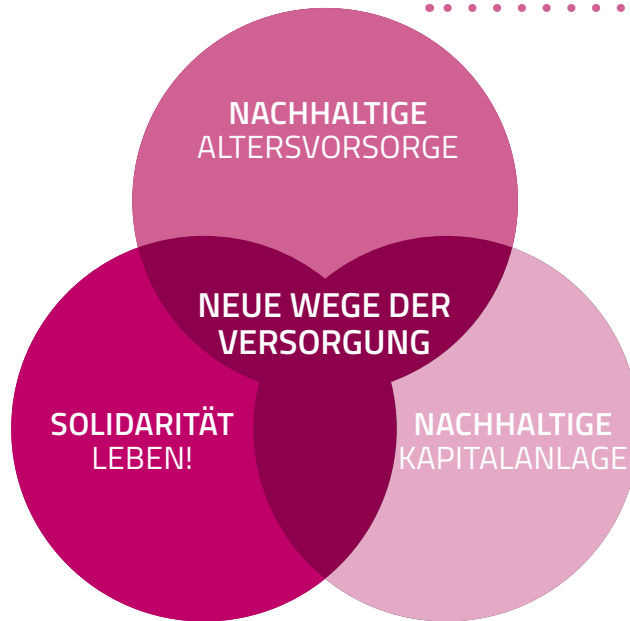 NACHHALTIGE
ALTERSVORSORGE
NEUE WEGE DER
VERSORGUNG
SOLIDARITÄT
LEBEN!
NACHHALTIGE
KAPITALANLAGE